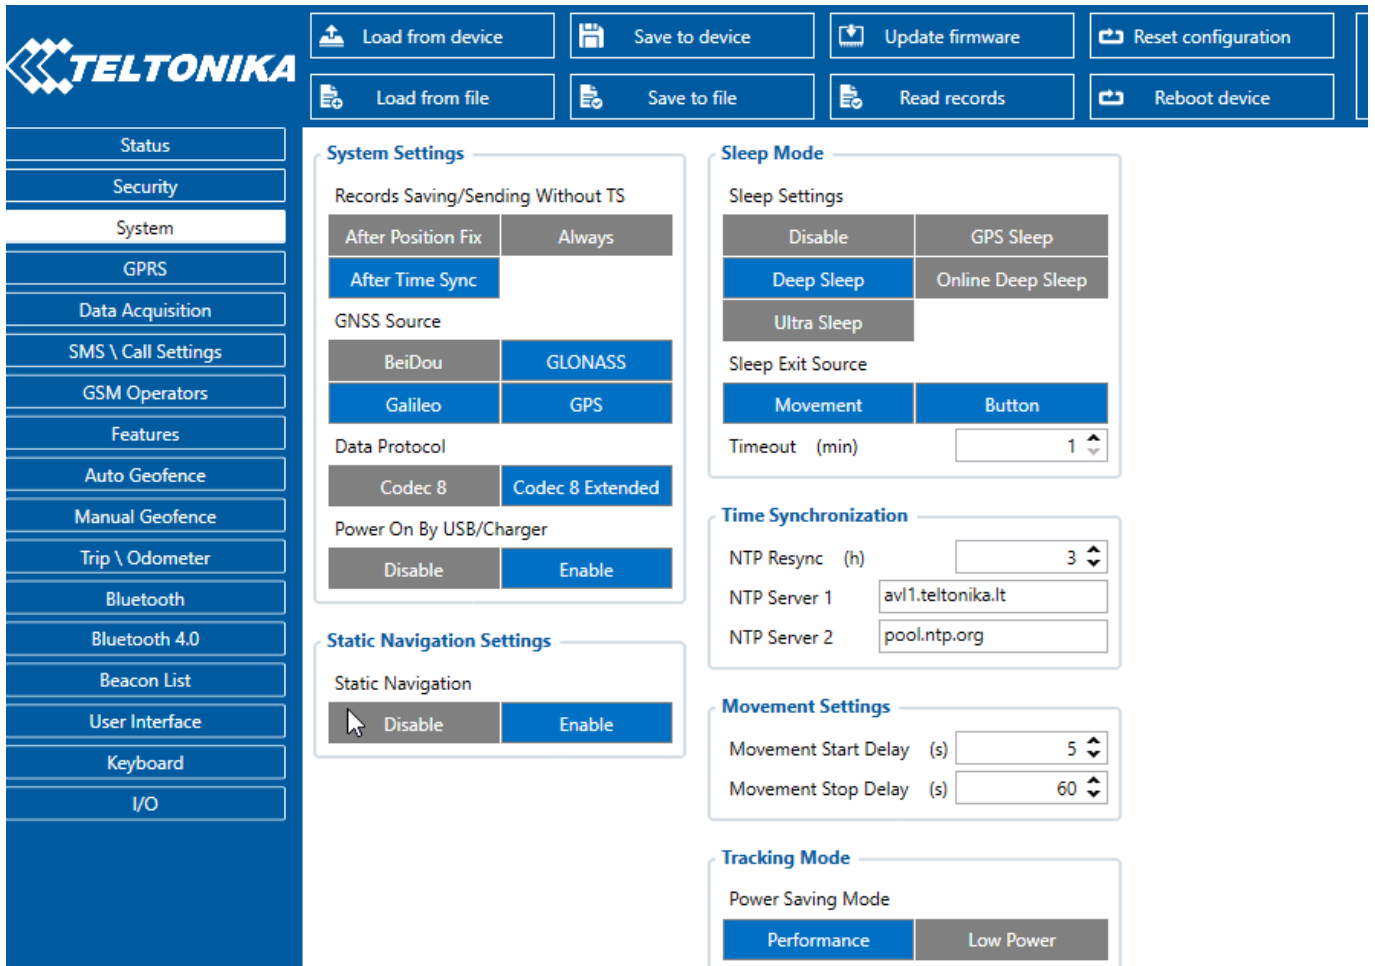 TELTONIKA
Load from device
Save to device
Update firmware
Reset configuration
Load from file
Save to file
Read records
Reboot device
Status
Security
System
GPRS
Data Acquisition
SMS \ Call Settings
GSM Operators
Features
Auto Geofence
Manual Geofence
Trip \ Odometer
Bluetooth
Bluetooth 4.0
Beacon List
User Interface
Keyboard
I/O
System Settings
Records Saving/Sending Without TS
After Position Fix Always
After Time Sync
GNSS Source
BeiDou GLONASS
Galileo GPS
Data Protocol
Codec 8 Codec 8 Extended
Power On By USB/Charger
Disable Enable
Static Navigation Settings
Static Navigation
Disable Enable
Sleep Mode
Sleep Settings
Disable GPS Sleep
Deep Sleep Online Deep Sleep
Ultra Sleep
Sleep Exit Source
Movement Button
Timeout (min) 1
Time Synchronization
NTP Resync (h) 3
NTP Server 1 avl1.teltonika.lt
NTP Server 2 pool.ntp.org
Movement Settings
Movement Start Delay (s) 5
Movement Stop Delay (s) 60
Tracking Mode
Power Saving Mode
Performance Low Power